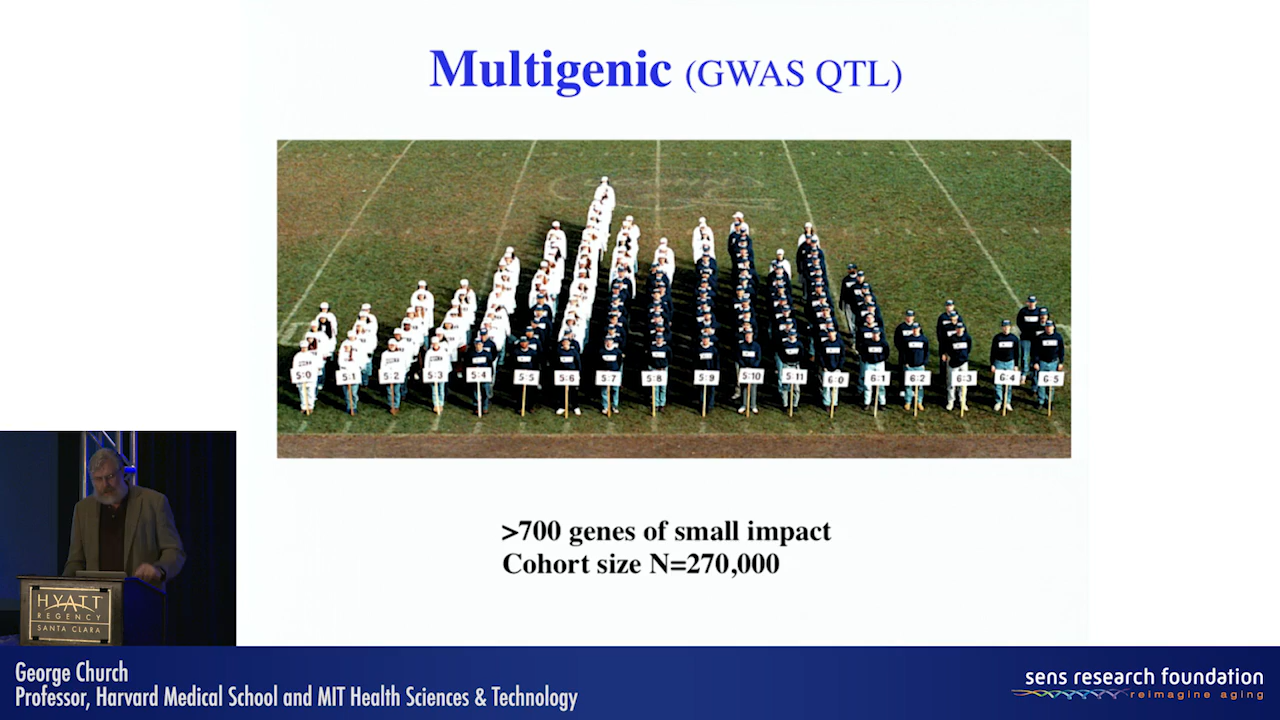 Multigenic (GWAS QTL)
5:0 5:1 5:2 5:3 5:4 5:5 5:6 5:7 5:8 5:9 5:10 5:11 6:0 6:1 6:2 6:3 6:4 6:5
>700 genes of small impact
Cohort size N=270,000
HYATT
REGENCY
SANTA CLARA
George Church
Professor, Harvard Medical School and MIT Health Sciences & Technology
sens research foundation
reimagine aging